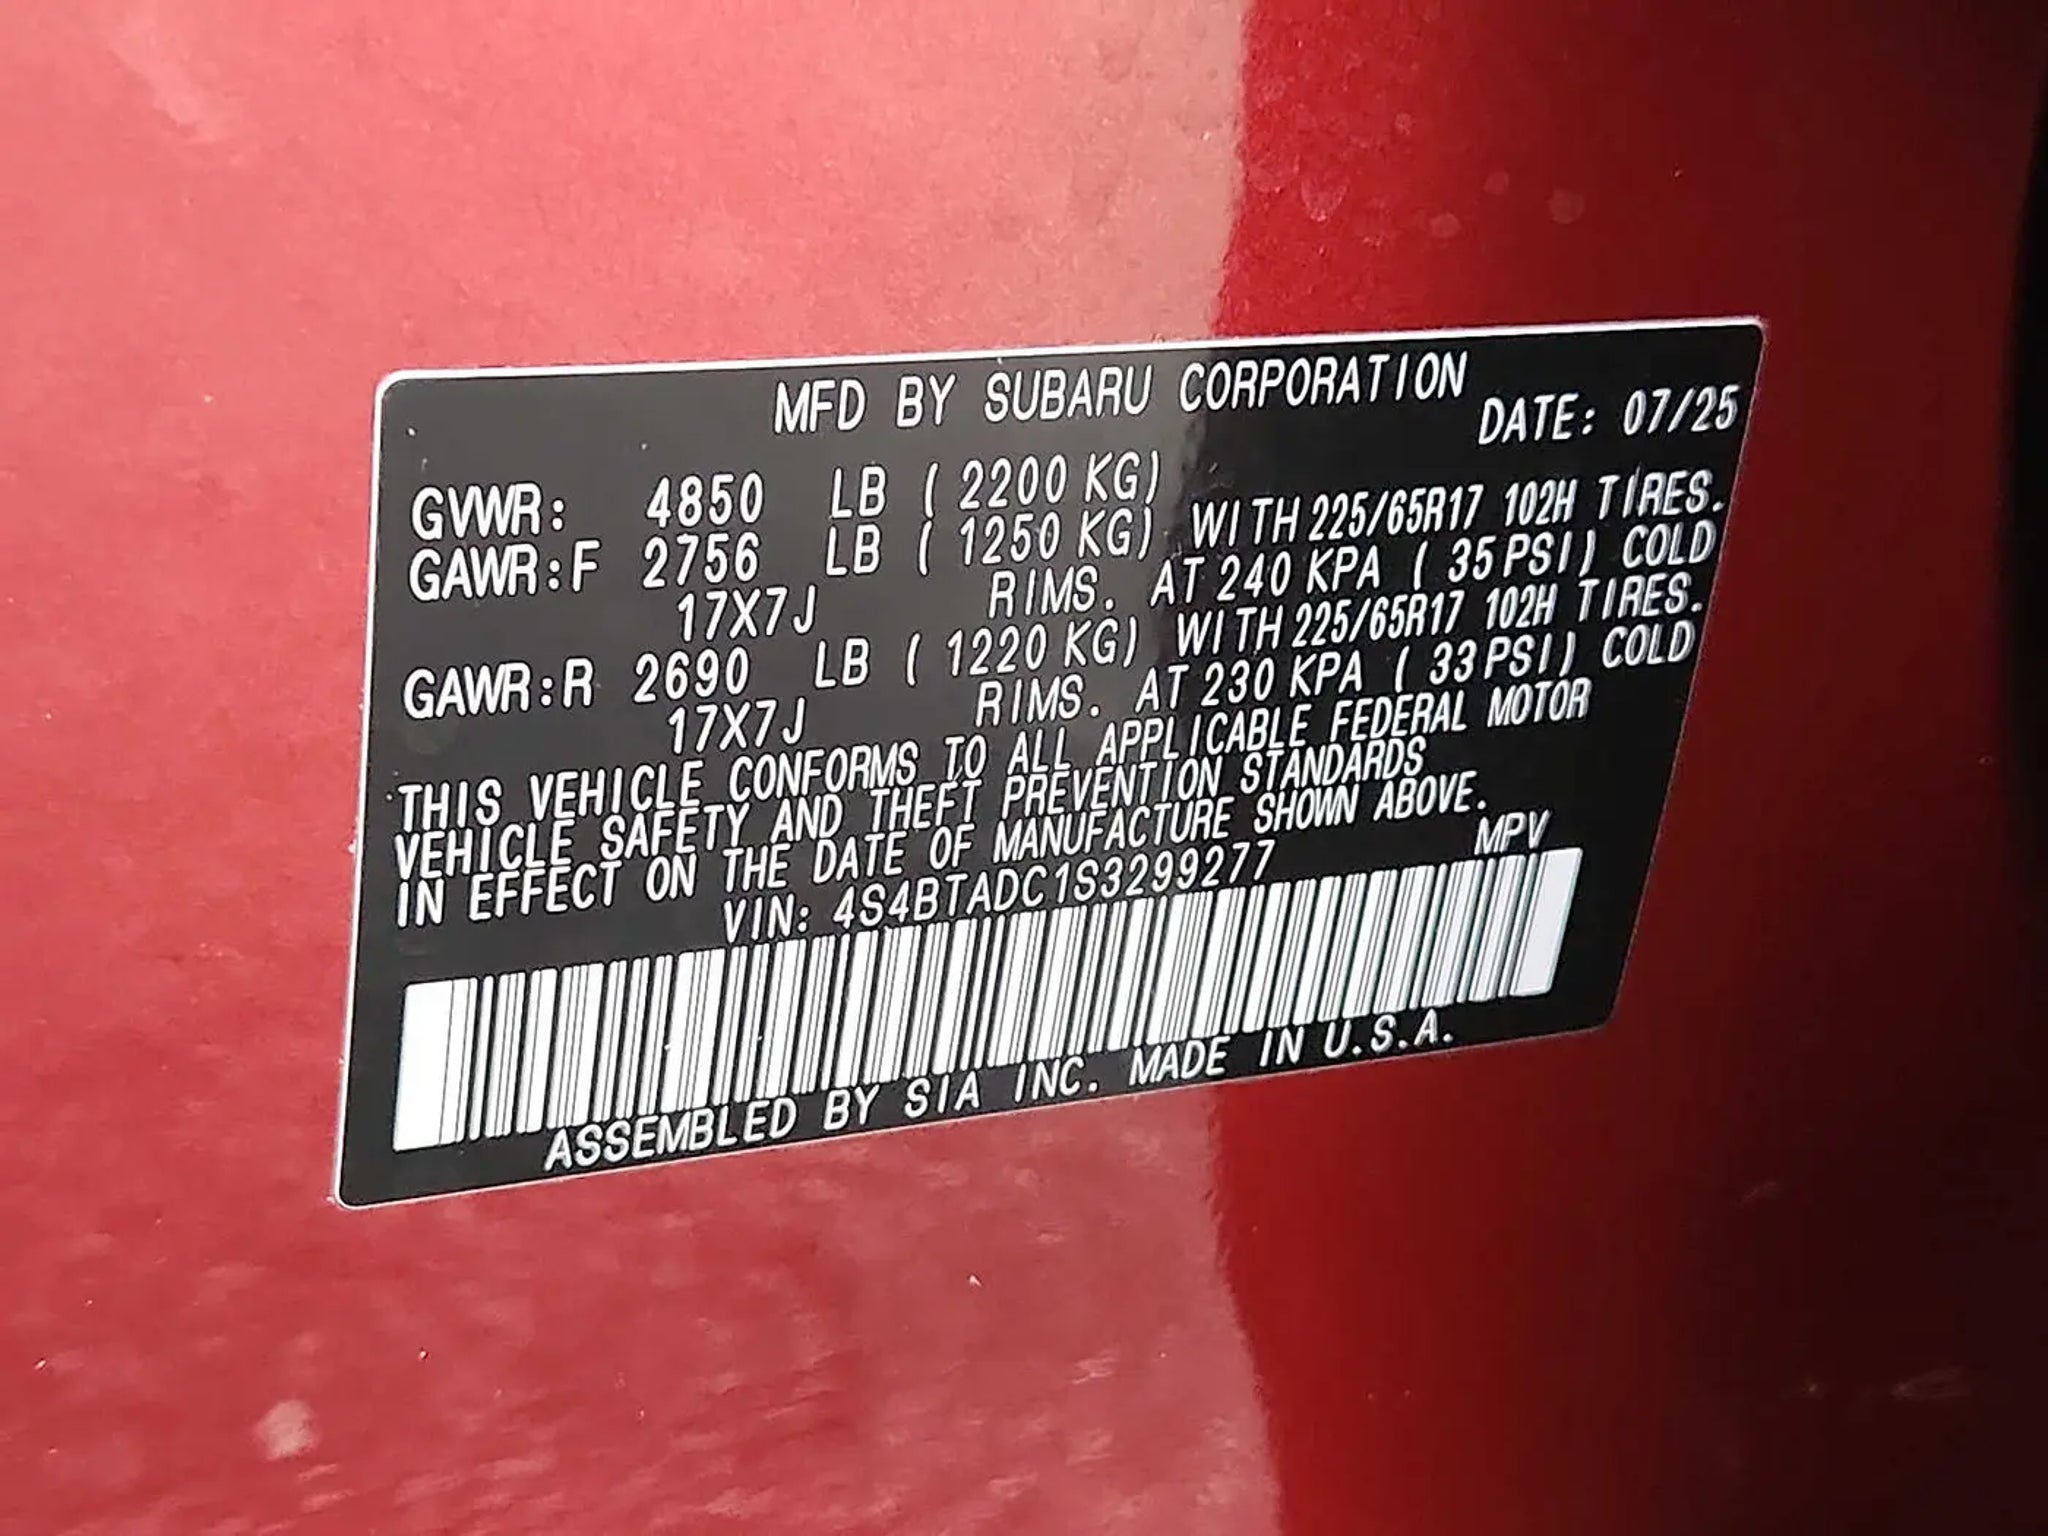 MFD BY SUBARU CORPORATION DATE: 07/25
GVWR: 4850 LB ( 2200 KG)
GAWR:F 2756 LB ( 1250 KG) WITH 225/65R17 102H TIRES.
17X7J RIMS. AT 240 KPA ( 35 PSI) COLD
GAWR:R 2690 LB ( 1220 KG) WITH 225/65R17 102H TIRES.
17X7J RIMS. AT 230 KPA ( 33 PSI) COLD
THIS VEHICLE CONFORMS TO ALL APPLICABLE FEDERAL MOTOR
VEHICLE SAFETY AND THEFT PREVENTION STANDARDS
IN EFFECT ON THE DATE OF MANUFACTURE SHOWN ABOVE.
VIN: 4S4BTADC1S3299277 MPV
ASSEMBLED BY SIA INC. MADE IN U.S.A.